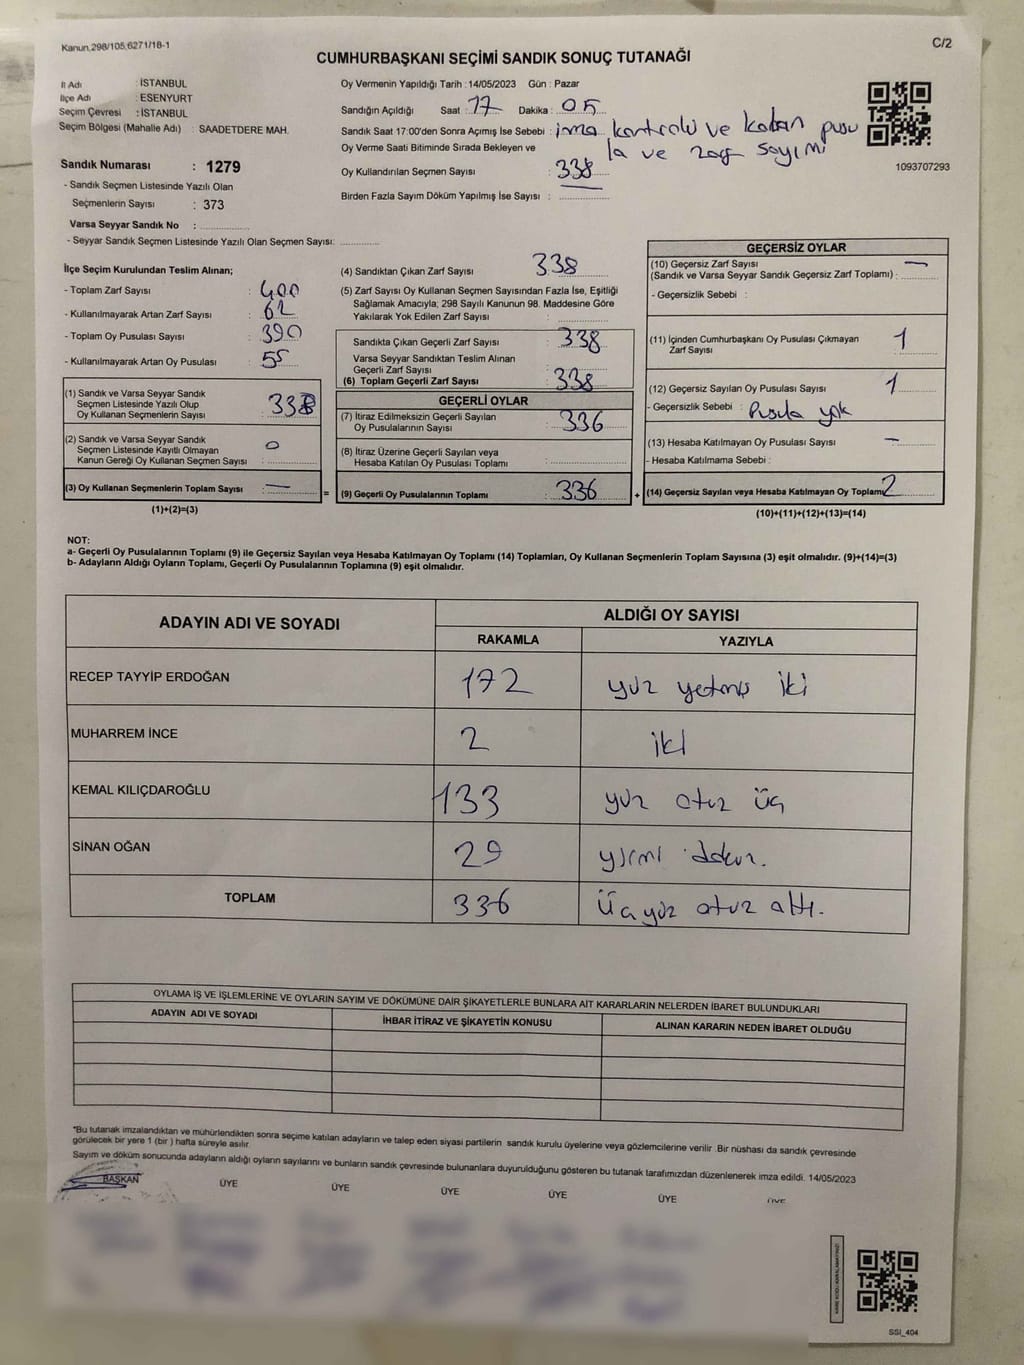 Kanun,298/105,6271/18-1
C/2
CUMHURBAŞKANI SEÇİMİ SANDIK SONUÇ TUTANAĞI
İl Adı : İSTANBUL
İlçe Adı : ESENYURT
Seçim Çevresi : İSTANBUL
Seçim Bölgesi (Mahalle Adı) : SAADETDERE MAH.
Sandık Numarası : 1279
- Sandık Seçmen Listesinde Yazılı Olan
Seçmenlerin Sayısı : 373
Varsa Seyyar Sandık No :
- Seyyar Sandık Seçmen Listesinde Yazılı Olan Seçmen Sayısı:
Oy Vermenin Yapıldığı Tarih : 14/05/2023 Gün : Pazar
Sandığın Açıldığı Saat : 17 Dakika : 05
Sandık Saat 17:00'den Sonra Açımış İse Sebebi : imza kontrolü ve kalan pusu
la ve zarf sayımı
Oy Verme Saati Bitiminde Sırada Bekleyen ve
Oy Kullandırılan Seçmen Sayısı : 338
Birden Fazla Sayım Döküm Yapılmış İse Sayısı :
1093707293
İlçe Seçim Kurulundan Teslim Alınan;
- Toplam Zarf Sayısı : 400
- Kullanılmayarak Artan Zarf Sayısı : 62
- Toplam Oy Pusulası Sayısı : 390
- Kullanılmayarak Artan Oy Pusulası : 55
(1) Sandık ve Varsa Seyyar Sandık
Seçmen Listesinde Yazılı Olup
Oy Kullanan Seçmenlerin Sayısı : 338
(2) Sandık ve Varsa Seyyar Sandık
Seçmen Listesinde Kayıtlı Olmayan
Kanun Gereği Oy Kullanan Seçmen Sayısı : 0
(3) Oy Kullanan Seçmenlerin Toplam Sayısı : —
(1)+(2)=(3)
(4) Sandıktan Çıkan Zarf Sayısı : 338
(5) Zarf Sayısı Oy Kullanan Seçmen Sayısından Fazla İse, Eşitliği
Sağlamak Amacıyla; 298 Sayılı Kanunun 98. Maddesine Göre
Yakılarak Yok Edilen Zarf Sayısı :
Sandıkta Çıkan Geçerli Zarf Sayısı : 338
Varsa Seyyar Sandıktan Teslim Alınan
Geçerli Zarf Sayısı :
(6) Toplam Geçerli Zarf Sayısı : 338
GEÇERLİ OYLAR
(7) İtiraz Edilmeksizin Geçerli Sayılan
Oy Pusulalarının Sayısı : 336
(8) İtiraz Üzerine Geçerli Sayılan veya
Hesaba Katılan Oy Pusulası Toplamı :
= (9) Geçerli Oy Pusulalarının Toplamı : 336 +
GEÇERSİZ OYLAR
(10) Geçersiz Zarf Sayısı —
(Sandık ve Varsa Seyyar Sandık Geçersiz Zarf Toplamı) :
- Geçersizlik Sebebi :
(11) İçinden Cumhurbaşkanı Oy Pusulası Çıkmayan
Zarf Sayısı : 1
(12) Geçersiz Sayılan Oy Pusulası Sayısı : 1
- Geçersizlik Sebebi : Pusula yok
(13) Hesaba Katılmayan Oy Pusulası Sayısı : —
- Hesaba Katılmama Sebebi :
(14) Geçersiz Sayılan veya Hesaba Katılmayan Oy Toplamı 2
(10)+(11)+(12)+(13)=(14)
NOT:
a- Geçerli Oy Pusulalarının Toplamı (9) ile Geçersiz Sayılan veya Hesaba Katılmayan Oy Toplamı (14) Toplamları, Oy Kullanan Seçmenlerin Toplam Sayısına (3) eşit olmalıdır. (9)+(14)=(3)
b- Adayların Aldığı Oyların Toplamı, Geçerli Oy Pusulalarının Toplamına (9) eşit olmalıdır.
ADAYIN ADI VE SOYADI
ALDIĞI OY SAYISI
RAKAMLA YAZIYLA
RECEP TAYYİP ERDOĞAN 172 yüz yetmiş iki
MUHARREM İNCE 2 iki
KEMAL KILIÇDAROĞLU 133 yüz otuz üç
SİNAN OĞAN 29 yirmi dokuz.
TOPLAM 336 Üçyüz otuz altı.
OYLAMA İŞ VE İŞLEMLERİNE VE OYLARIN SAYIM VE DÖKÜMÜNE DAİR ŞİKAYETLERLE BUNLARA AİT KARARLARIN NELERDEN İBARET BULUNDUKLARI
ADAYIN ADI VE SOYADI İHBAR İTİRAZ VE ŞİKAYETİN KONUSU ALINAN KARARIN NEDEN İBARET OLDUĞU
"Bu tutanak imzalandıktan ve mühürlendikten sonra seçime katılan adayların ve talep eden siyasi partilerin sandık kurulu üyelerine veya gözlemcilerine verilir. Bir nüshası da sandık çevresinde
görülecek bir yere 1 (bir ) hafta süreyle asılır.
Sayım ve döküm sonucunda adayların aldığı oyların sayılarını ve bunların sandık çevresinde bulunanlara duyurulduğunu gösteren bu tutanak tarafımızdan düzenlenerek imza edildi. 14/05/2023
BAŞKAN ÜYE ÜYE ÜYE ÜYE ÜYE ÜYE
KARE KODU KARALAMAYINIZ!
SSI_404